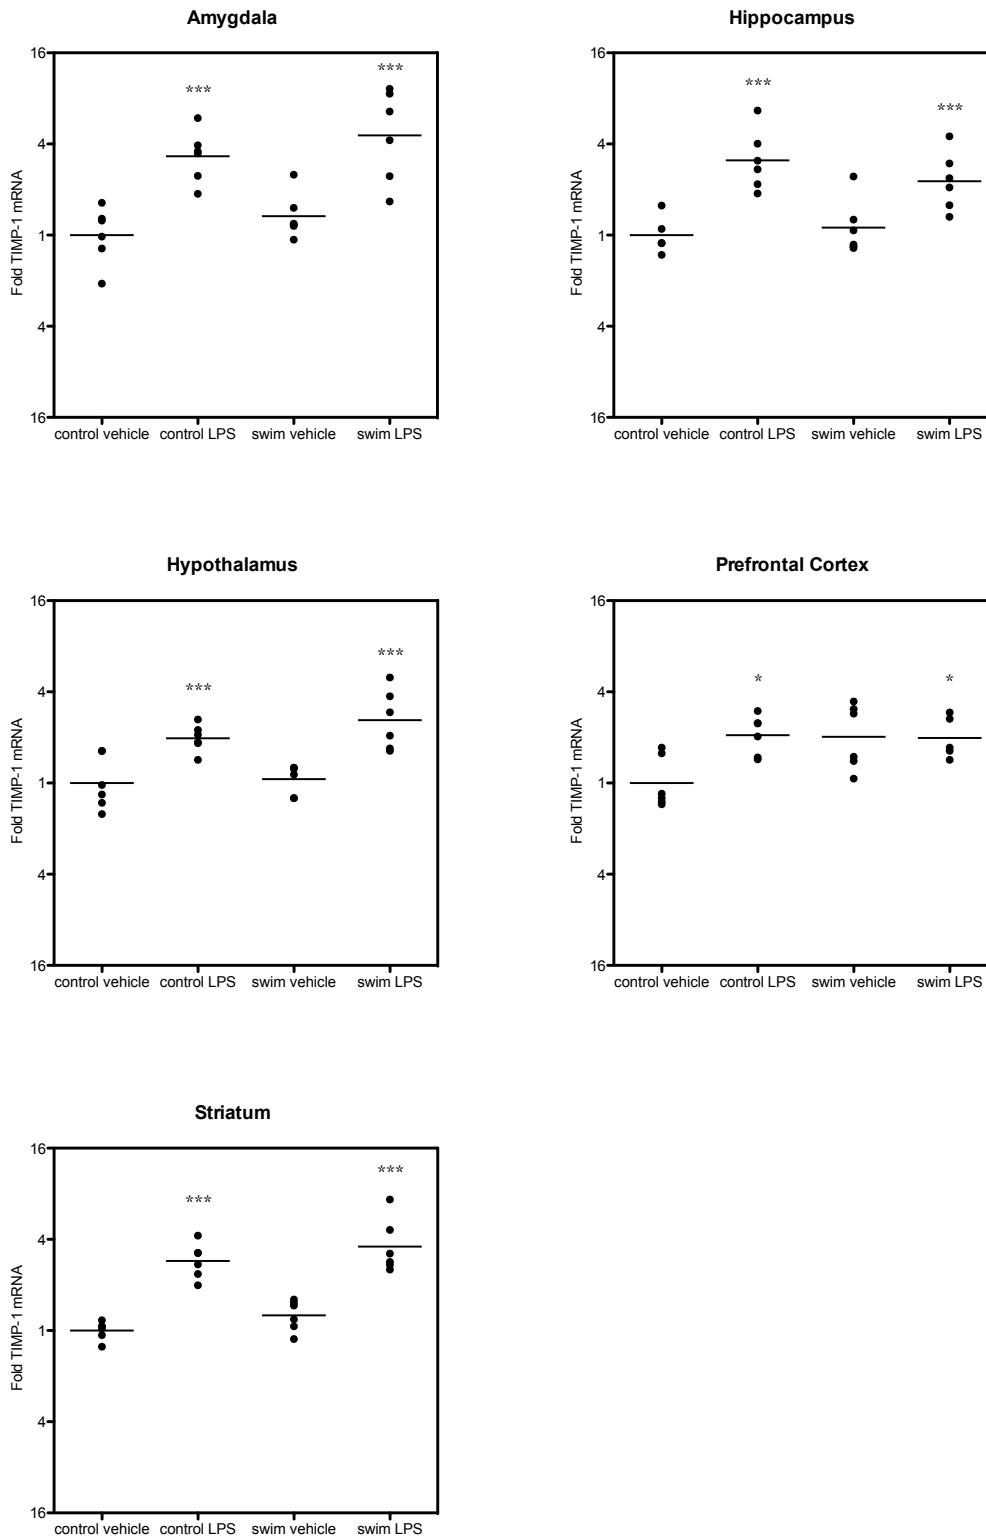 Amygdala
16
4
1
4
16
Fold TIMP-1 mRNA
***
***
control vehicle control LPS swim vehicle swim LPS
Hippocampus
16
4
1
4
16
Fold TIMP-1 mRNA
***
***
control vehicle control LPS swim vehicle swim LPS
Hypothalamus
16
4
1
4
16
Fold TIMP-1 mRNA
***
***
control vehicle control LPS swim vehicle swim LPS
Prefrontal Cortex
16
4
1
4
16
Fold TIMP-1 mRNA
*
*
control vehicle control LPS swim vehicle swim LPS
Striatum
16
4
1
4
16
Fold TIMP-1 mRNA
***
***
control vehicle control LPS swim vehicle swim LPS